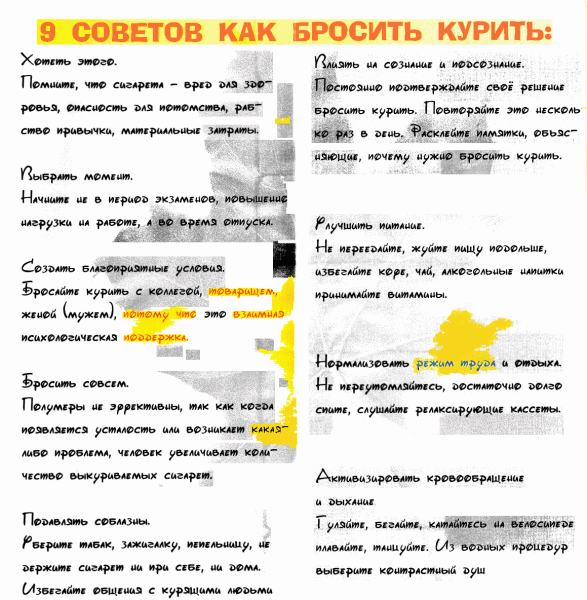 9 СОВЕТОВ КАК БРОСИТЬ КУРИТЬ:
Хотеть этого.
Помните, что сигарета – вред для здо-
ровья, опасность для потомства, раб-
ство привычки, материальные затраты.
Выбрать момент.
Начните не в период экзаменов, повышенно
нагрузки на работе, а во время отпуска.
Создать благоприятные условия.
Бросайте курить с коллегой, товарищем,
женой (мужем), потому что это взаимная
психологическая поддержка.
Бросить совсем.
Полумеры не эффективны, так как когда
появляется усталость или возникает какая-
либо проблема, человек увеличивает коли-
чество выкуриваемых сигарет.
Подавлять соблазны.
Уберите табак, зажигалку, пепельницу, не
держите сигарет ни при себе, ни дома.
Избегайте общения с курящими людьми
Влиять на сознание и подсознание.
Постоянно подтверждайте своё решение
бросить курить. Повторяйте это несколь
ко раз в день. Расклейте памятки, объяс-
няющие, почему нужно бросить курить.
Улучшить питание.
Не переедайте, жуйте пищу подольше,
избегайте кофе, чай, алкогольные напитки
принимайте витамины.
Нормализовать режим труда и отдыха.
Не переутомляйтесь, достаточно долго
спите, слушайте релаксирующие кассеты.
Активизировать кровообращение
и дыхание
Гуляйте, бегайте, катайтесь на велосипеде
плавайте, танцуйте. Из водных процедур
выберите контрастный душ